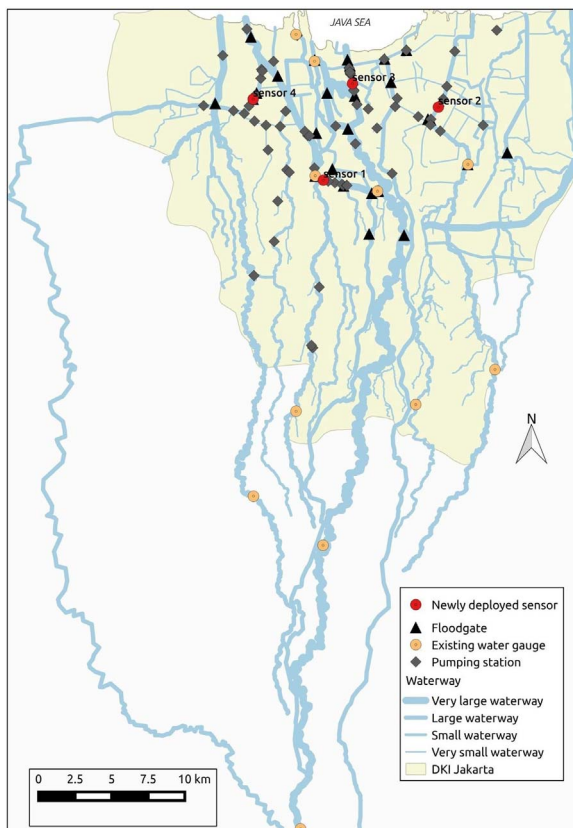 JAVA SEA
sensor 3
sensor 4
sensor 2
sensor 1
N
Newly deployed sensor
Floodgate
Existing water gauge
Pumping station
Waterway
Very large waterway
Large waterway
Small waterway
Very small waterway
DKI Jakarta
0 2.5 5 7.5 10 km